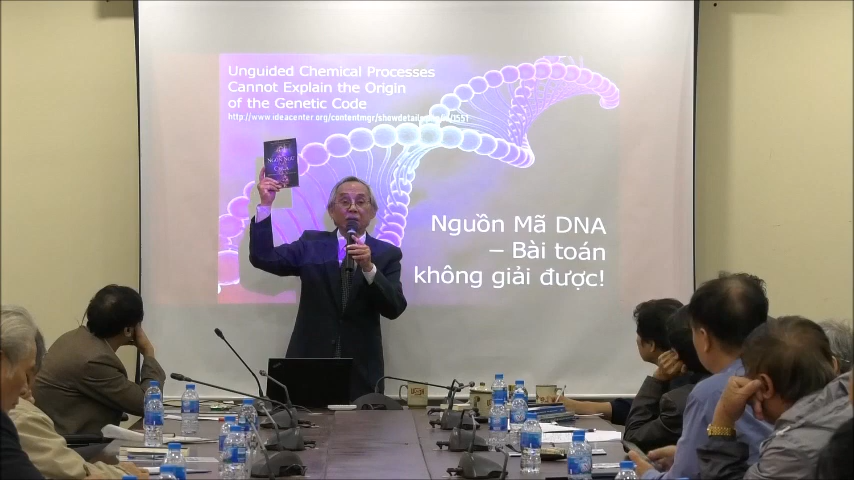 Unguided Chemical Processes
Cannot Explain the Origin
of the Genetic Code
Nguồn Mã DNA
– Bài toán
không giải được!